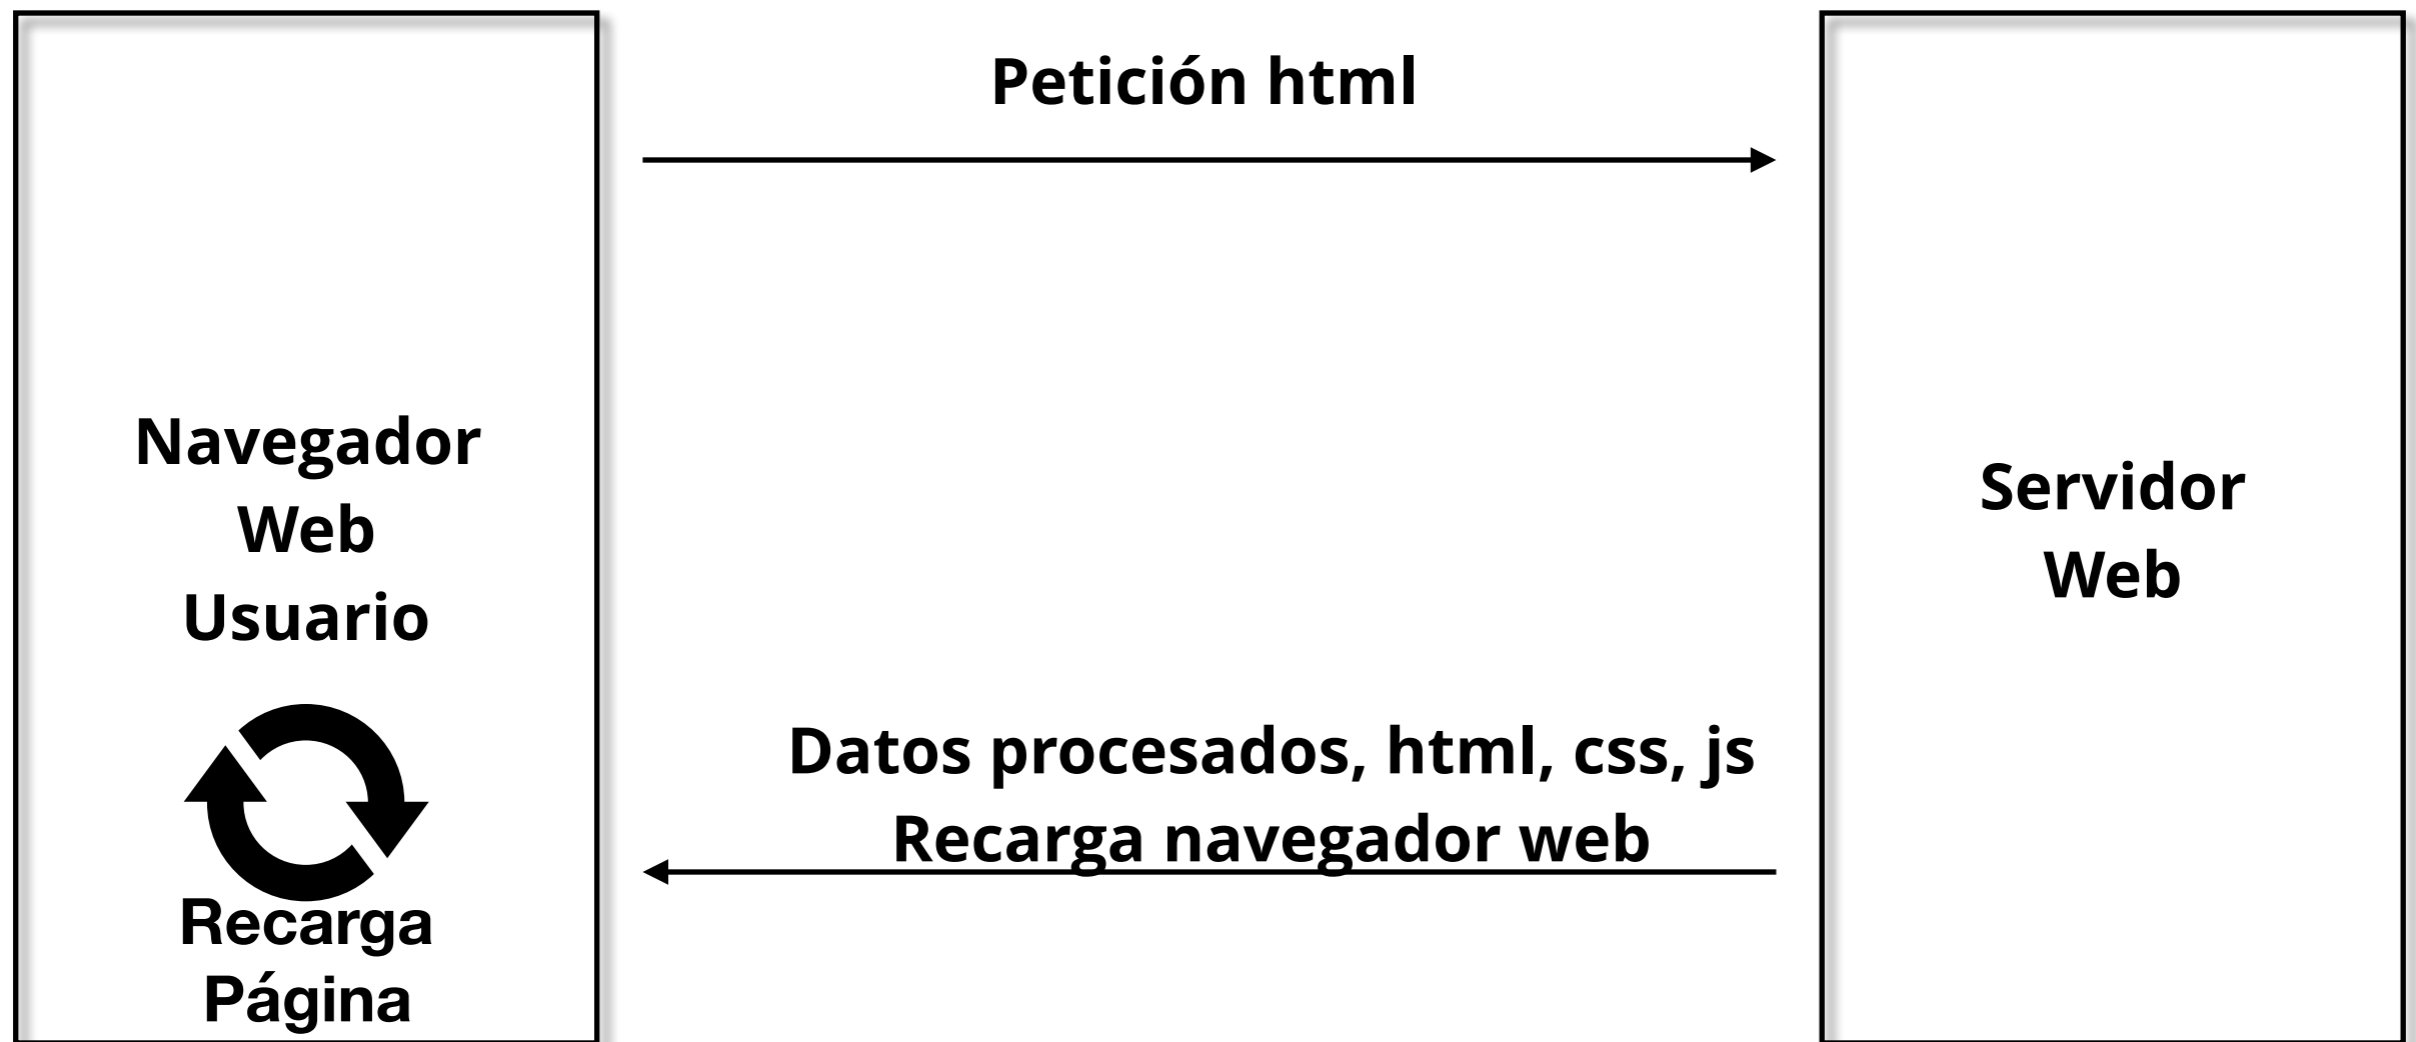 Petición html
Navegador
Web
Usuario
Servidor
Web
Datos procesados, html, css, js
Recarga navegador web
Recarga
Página